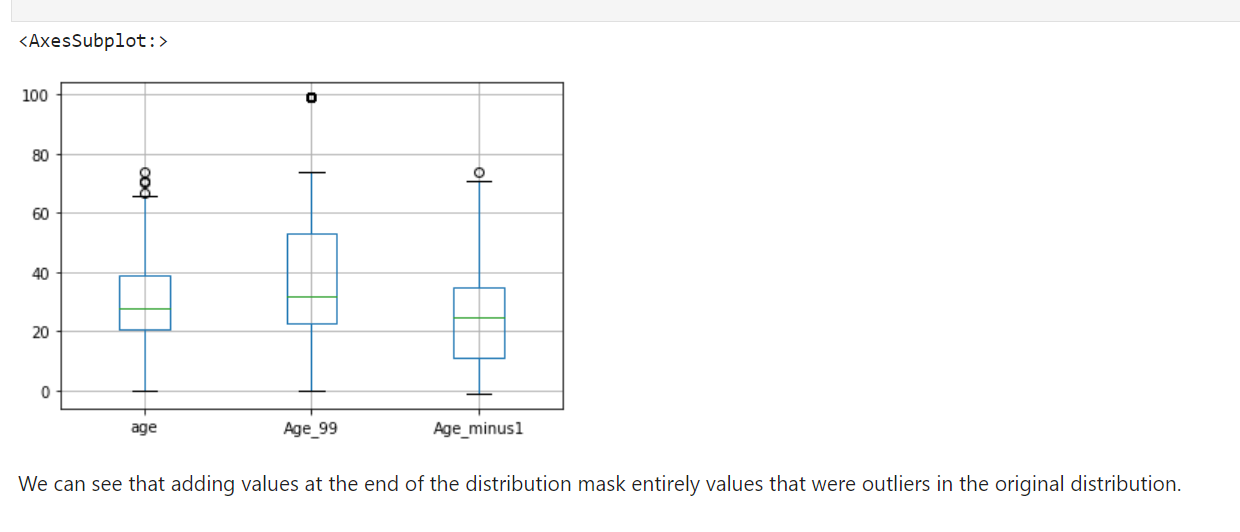 <AxesSubplot:>
100
80
60
40
20
0
age Age_99 Age_minus1
We can see that adding values at the end of the distribution mask entirely values that were outliers in the original distribution.